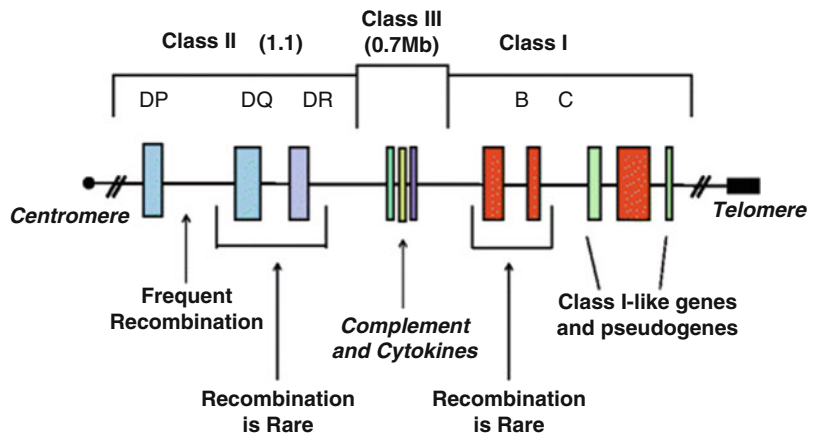 Class II (1.1)
Class III
(0.7Mb)
Class I
DP
DQ
DR
B
C
Centromere
Telomere
Frequent
Recombination
Complement
and Cytokines
Class I-like genes
and pseudogenes
Recombination
is Rare
Recombination
is Rare